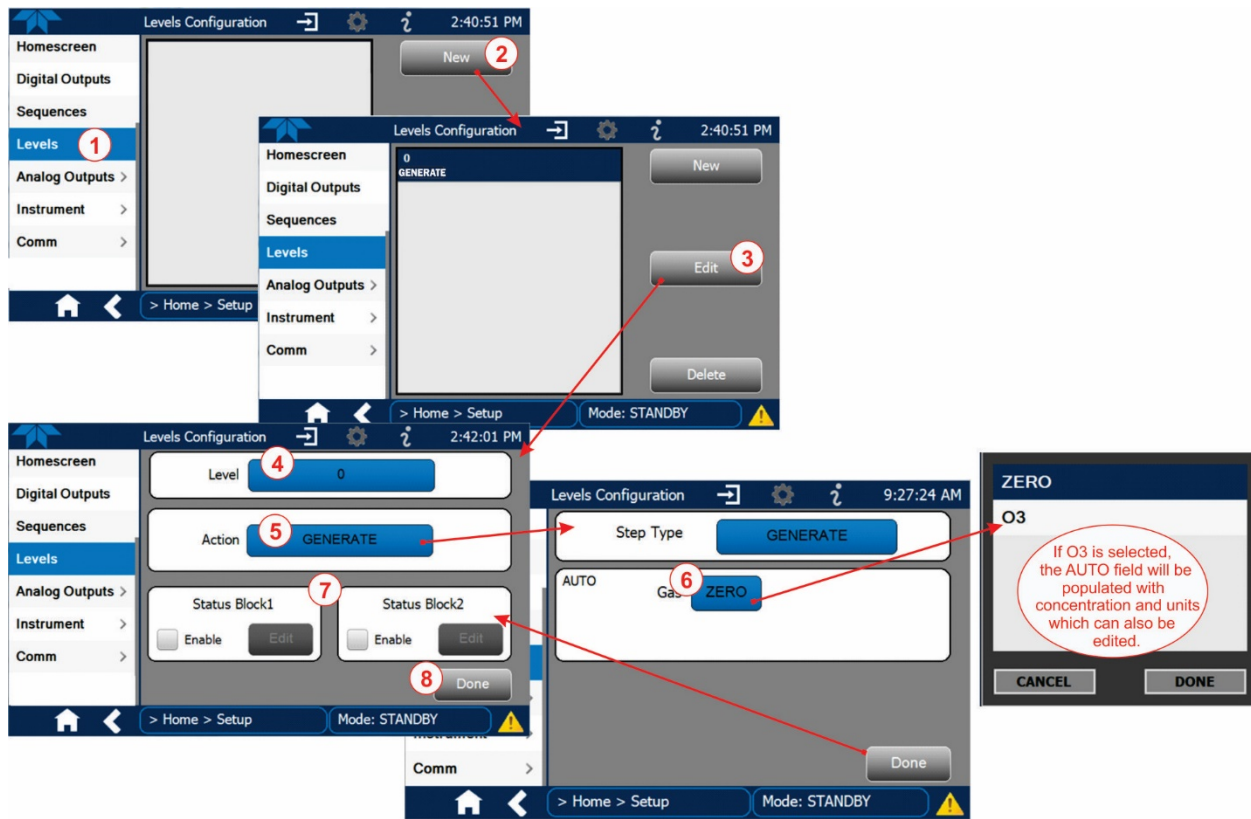 Levels Configuration
2:40:51 PM
Homescreen
Digital Outputs
Sequences
Levels
1
Analog Outputs >
Instrument >
Comm >
New
2
> Home > Setup
Levels Configuration
2:40:51 PM
Homescreen
Digital Outputs
Sequences
Levels
Analog Outputs >
Instrument >
Comm >
0
GENERATE
New
Edit
3
Delete
> Home > Setup
Mode: STANDBY
Levels Configuration
2:42:01 PM
Homescreen
Digital Outputs
Sequences
Levels
Analog Outputs >
Instrument >
Comm >
Level
4
0
Action
5
GENERATE
7
Status Block1
Enable
Edit
Status Block2
Enable
Edit
8
Done
> Home > Setup
Mode: STANDBY
Levels Configuration
9:27:24 AM
Step Type
GENERATE
AUTO
Gas
6
ZERO
Instrument
Comm >
Done
> Home > Setup
Mode: STANDBY
ZERO
O3
If O3 is selected,
the AUTO field will be
populated with
concentration and units
which can also be
edited.
CANCEL
DONE